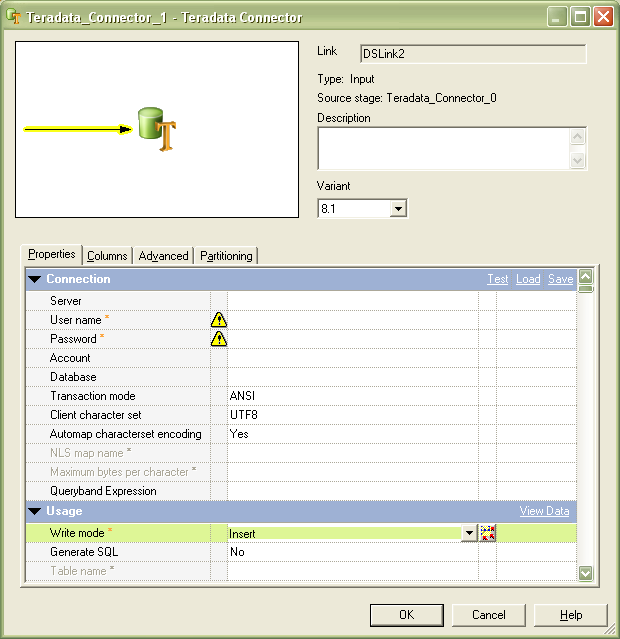 Teradata_Connector_1 - Teradata Connector
Link DSLink2
Type: Input
Source stage: Teradata_Connector_0
Description
Variant
8.1
Properties Columns Advanced Partitioning
Connection Test Load Save
Server
User name *
Password *
Account
Database
Transaction mode ANSI
Client character set UTF8
Automap characterset encoding Yes
NLS map name *
Maximum bytes per character *
Queryband Expression
Usage View Data
Write mode * Insert
Generate SQL No
Table name *
OK Cancel Help